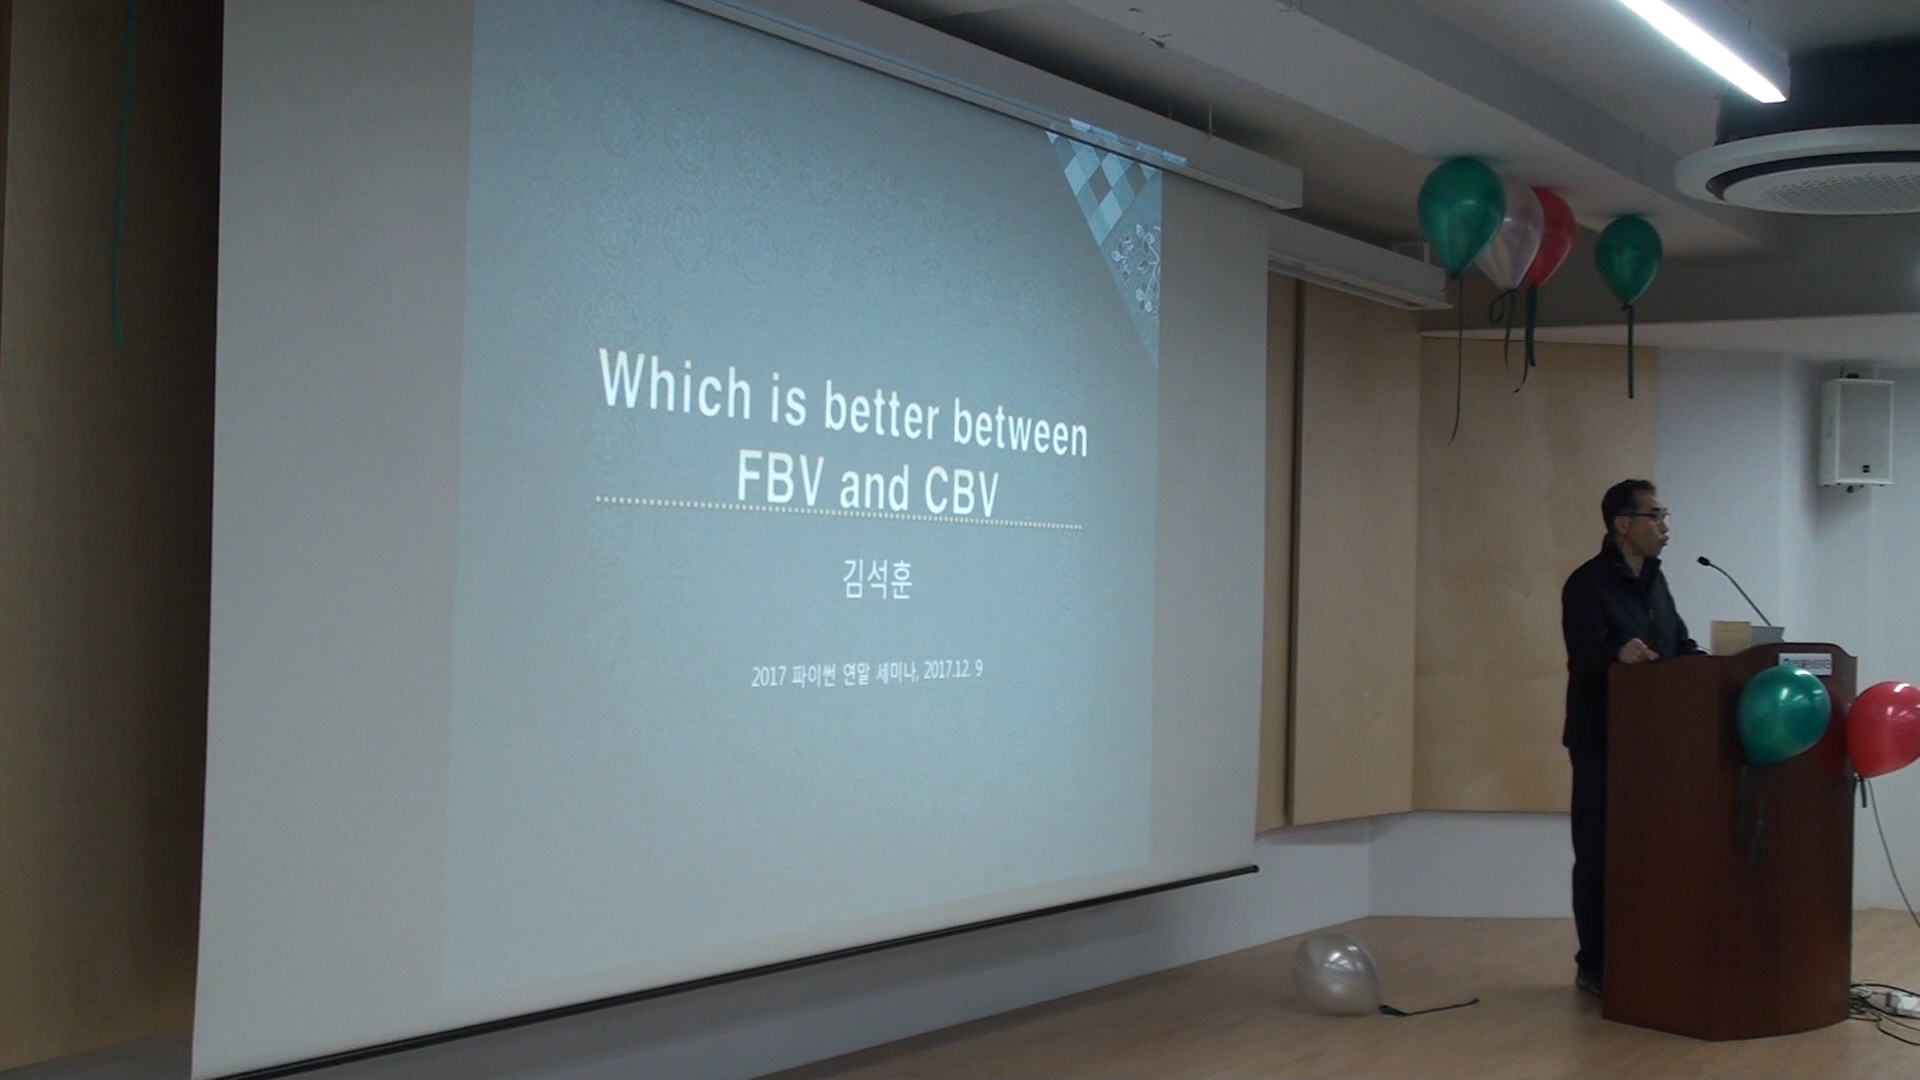 Which is better between
FBV and CBV
김석훈
2017 파이썬 연말 세미나, 2017.12. 9